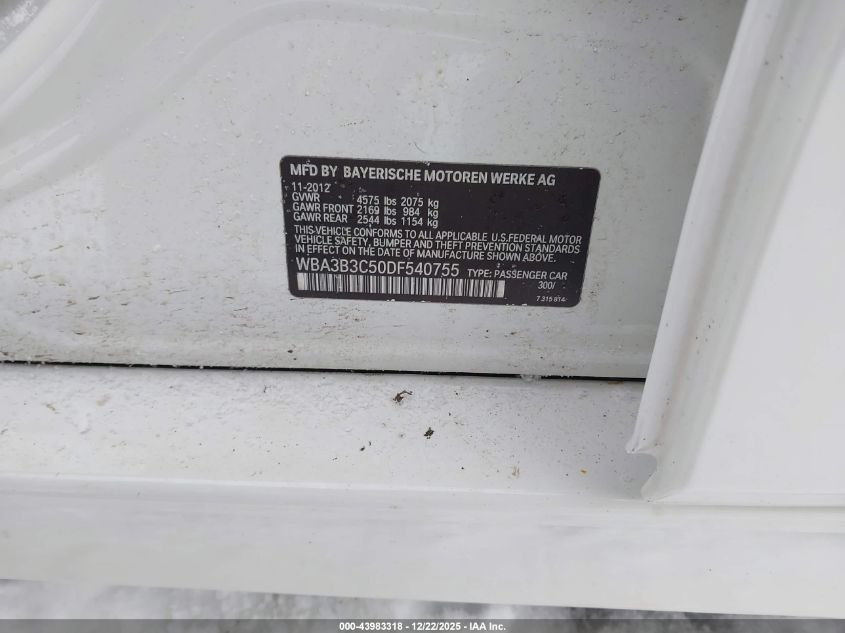 MFD BY BAYERISCHE MOTOREN WERKE AG
11-2012
GVWR 4575 lbs 2075 kg
GAWR FRONT 2169 lbs 984 kg
GAWR REAR 2544 lbs 1154 kg
THIS VEHICLE CONFORMS TO ALL APPLICABLE U.S.FEDERAL MOTOR
VEHICLE SAFETY, BUMPER AND THEFT PREVENTION STANDARDS
IN EFFECT ON THE DATE OF MANUFACTURE SHOWN ABOVE.
WBA3B3C50DF540755 TYPE: PASSENGER CAR
300/
7 315 814
000-43983318 - 12/22/2025 - IAA Inc.